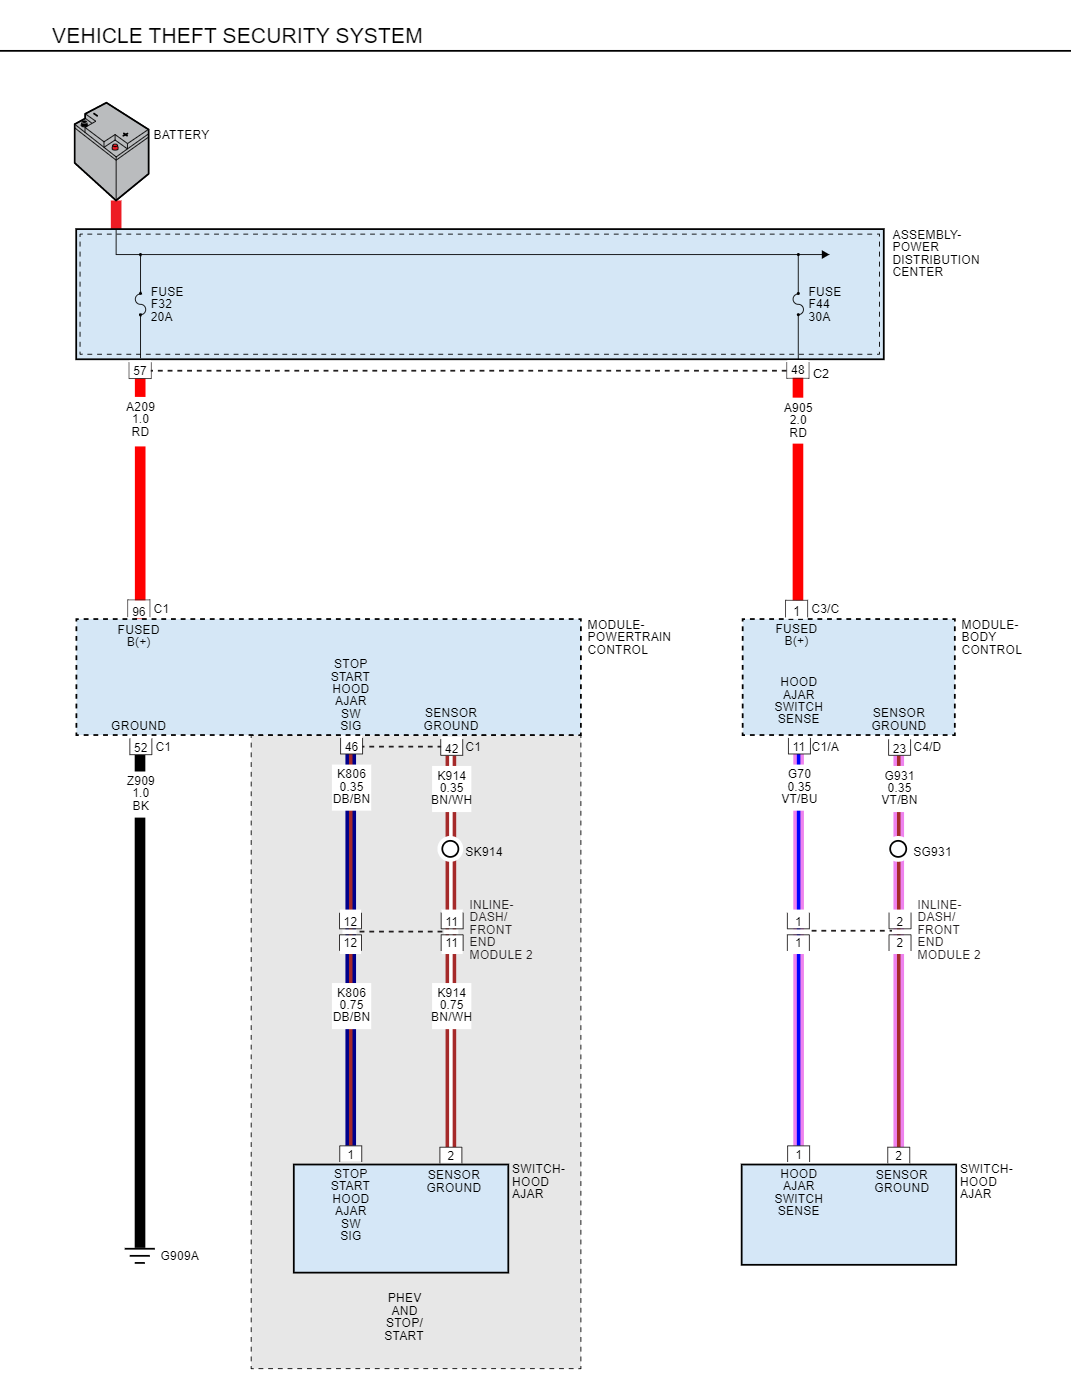 VEHICLE THEFT SECURITY SYSTEM
BATTERY
ASSEMBLY-
POWER
DISTRIBUTION
CENTER
FUSE
F32
20A
FUSE
F44
30A
57
48
C2
A209
1.0
RD
A905
2.0
RD
96
C1
1
C3/C
FUSED
B(+)
MODULE-
POWERTRAIN
CONTROL
FUSED
B(+)
MODULE-
BODY
CONTROL
STOP
START
HOOD
AJAR
SW
SIG
SENSOR
GROUND
GROUND
HOOD
AJAR
SWITCH
SENSE
SENSOR
GROUND
52
C1
46
42
C1
11
C1/A
23
C4/D
Z909
1.0
BK
K806
0.35
DB/BN
K914
0.35
BN/WH
G70
0.35
VT/BU
G931
0.35
VT/BN
SK914
SG931
12
11
INLINE-
DASH/
FRONT
END
MODULE 2
12
11
1
2
INLINE-
DASH/
FRONT
END
MODULE 2
1
2
K806
0.75
DB/BN
K914
0.75
BN/WH
1
2
1
2
STOP
START
HOOD
AJAR
SW
SIG
SENSOR
GROUND
SWITCH-
HOOD
AJAR
HOOD
AJAR
SWITCH
SENSE
SENSOR
GROUND
SWITCH-
HOOD
AJAR
G909A
PHEV
AND
STOP/
START